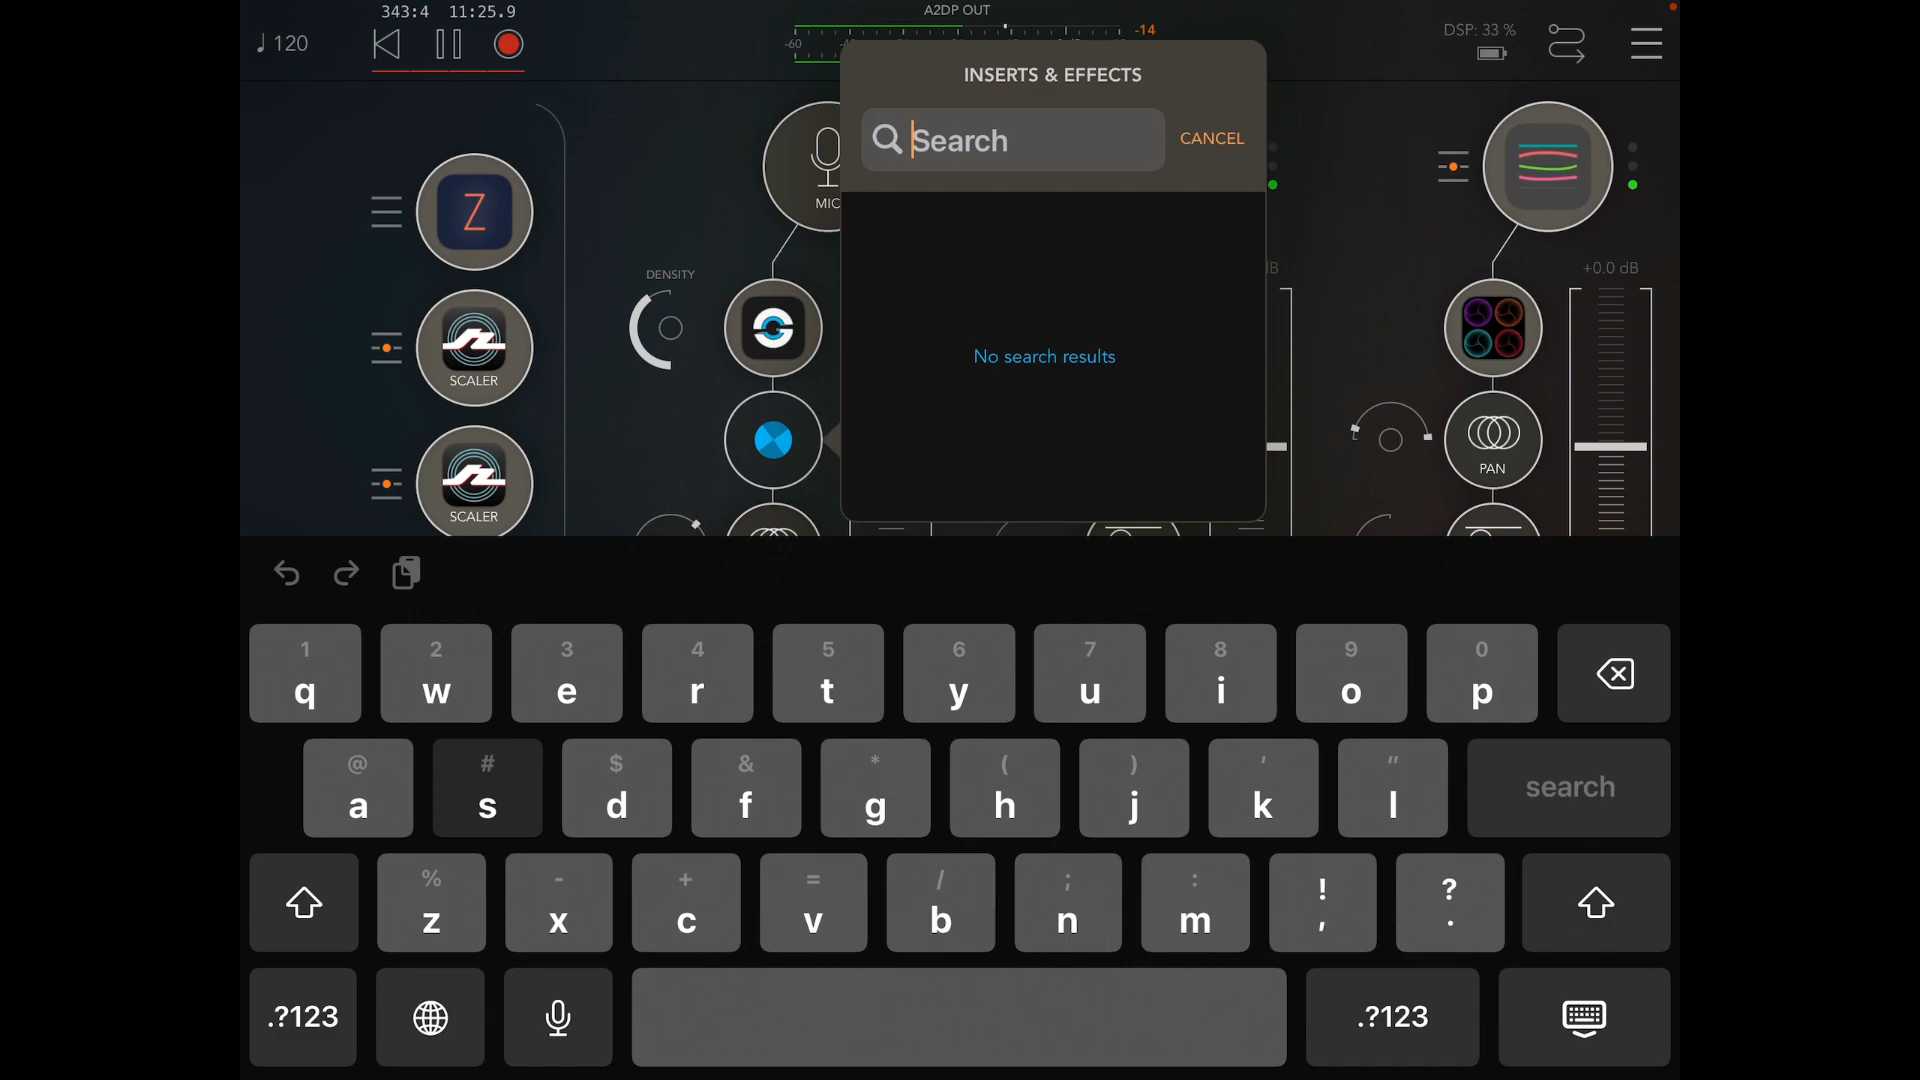 343:4 11:25.9
A2DP OUT
120
-60
-14
DSP: 33 %
INSERTS & EFFECTS
Search
CANCEL
Z
MIC
DENSITY
+0.0 dB
dB
SCALER
No search results
PAN
SCALER
1 2 3 4 5 6 7 8 9 0
q w e r t y u i o p
@ # $ & * ( ) ' "
a s d f g h j k l search
% - + = / ; : ! ?
z x c v b n m , .
.?123 .?123